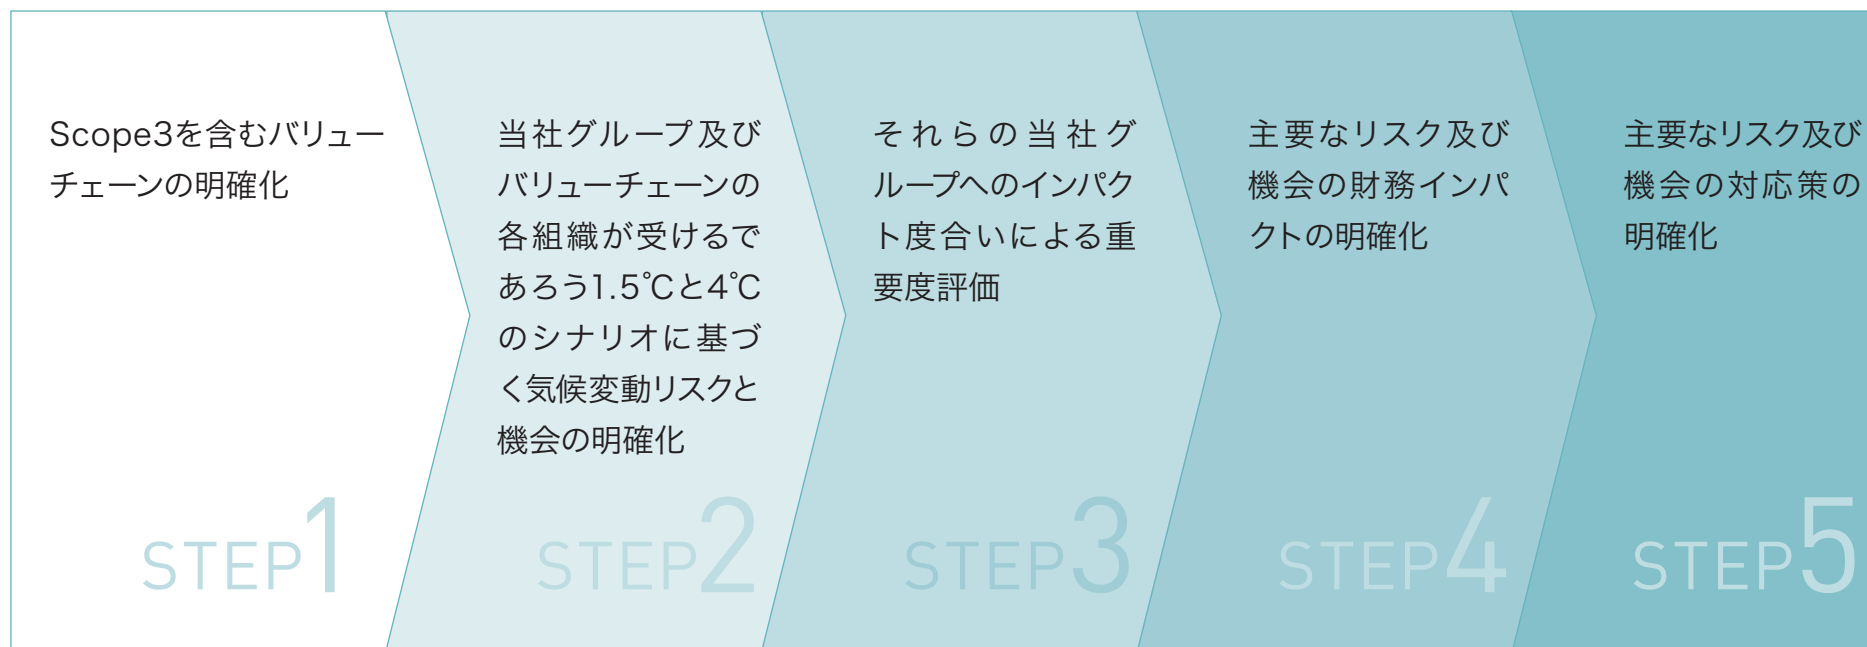 Scope3を含むバリュー
チェーンの明確化
STEP1
当社グループ及び
バリューチェーンの
各組織が受けるで
あろう1.5℃と4℃
のシナリオに基づ
く気候変動リスクと
機会の明確化
STEP2
それらの当社グ
ループへのインパク
ト度合いによる重
要度評価
STEP3
主要なリスク及び
機会の財務インパ
クトの明確化
STEP4
主要なリスク及び
機会の対応策の
明確化
STEP5